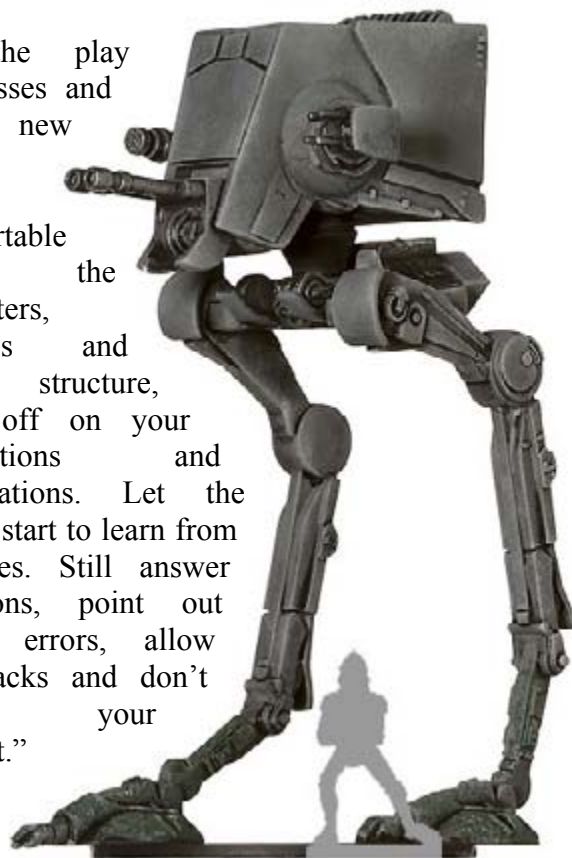 he play
sses and
new
rtable
the
ters,
s and
structure,
off on your
tions and
ations. Let the
start to learn from
es. Still answer
ons, point out
errors, allow
acks and don't
your
t.”